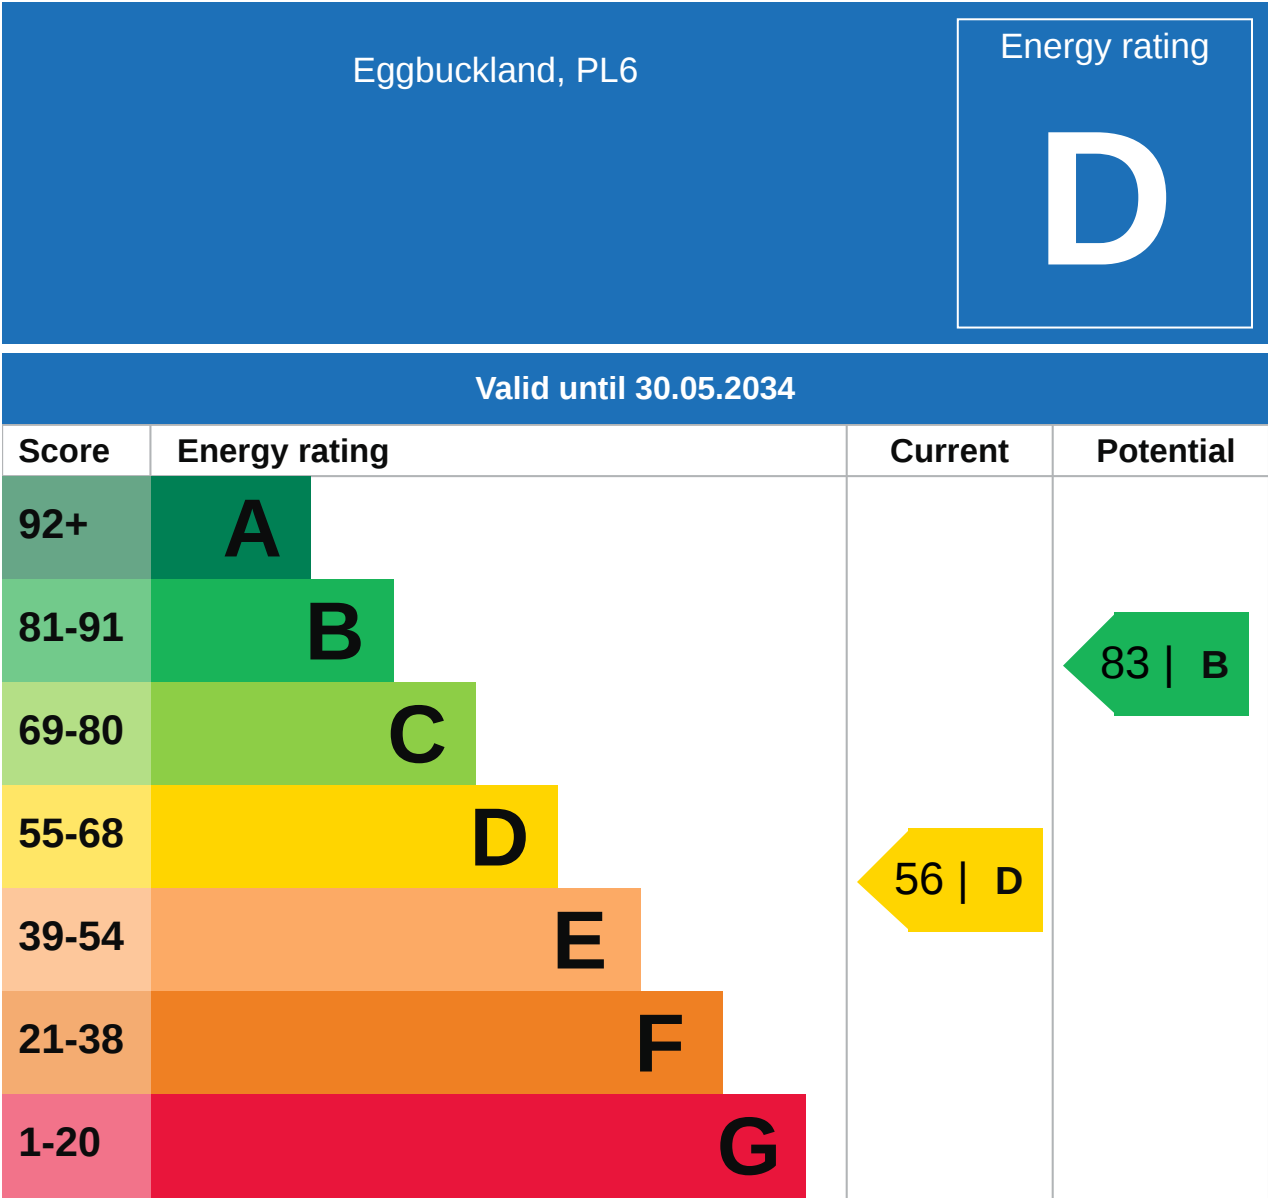 Eggbuckland, PL6
Energy rating
D
Valid until 30.05.2034
Score Energy rating Current Potential
92+ A
81-91 B
83 | B
69-80 C
55-68 D
56 | D
39-54 E
21-38 F
1-20 G